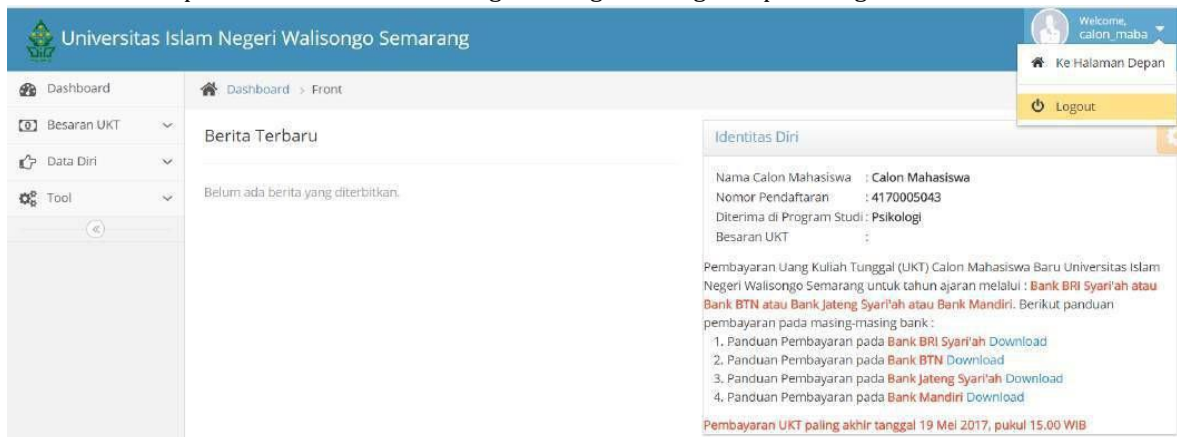 Universitas Islam Negeri Walisongo Semarang
Welcome,
calon_maba
Ke Halaman Depan
Logout
Dashboard
Besaran UKT
Data Diri
Tool
Dashboard > Front
Berita Terbaru
Belum ada berita yang diterbitkan.
Identitas Diri
Nama Calon Mahasiswa : Calon Mahasiswa
Nomor Pendaftaran : 4170005043
Diterima di Program Studi : Psikologi
Besaran UKT :
Pembayaran Uang Kuliah Tunggal (UKT) Calon Mahasiswa Baru Universitas Islam
Negeri Walisongo Semarang untuk tahun ajaran melalui : Bank BRI Syari'ah atau
Bank BTN atau Bank Jateng Syari'ah atau Bank Mandiri. Berikut panduan
pembayaran pada masing-masing bank :
1. Panduan Pembayaran pada Bank BRI Syari'ah Download
2. Panduan Pembayaran pada Bank BTN Download
3. Panduan Pembayaran pada Bank Jateng Syari'ah Download
4. Panduan Pembayaran pada Bank Mandiri Download
Pembayaran UKT paling akhir tanggal 19 Mei 2017, pukul 15.00 WIB